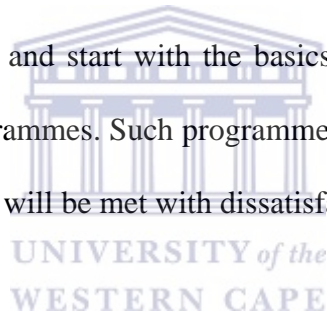 and start with the basics
rammes. Such programme
will be met with dissatisf
UNIVERSITY of the
WESTERN CAPE